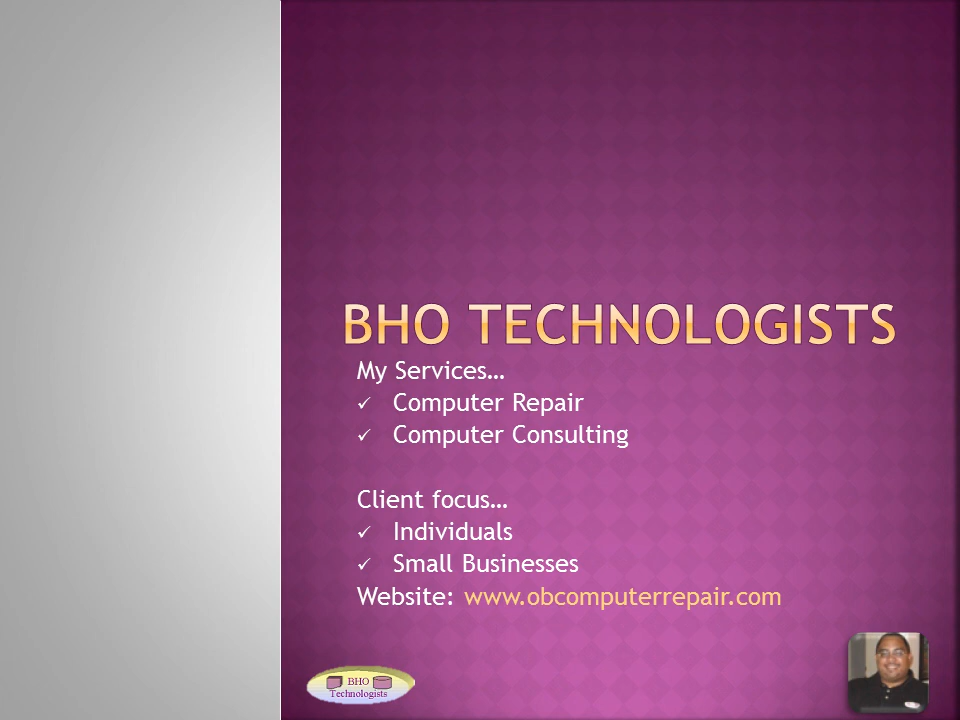 BHO TECHNOLOGISTS
My Services…
✓ Computer Repair
✓ Computer Consulting
Client focus…
✓ Individuals
✓ Small Businesses
Website: www.obcomputerrepair.com
BHO
Technologists